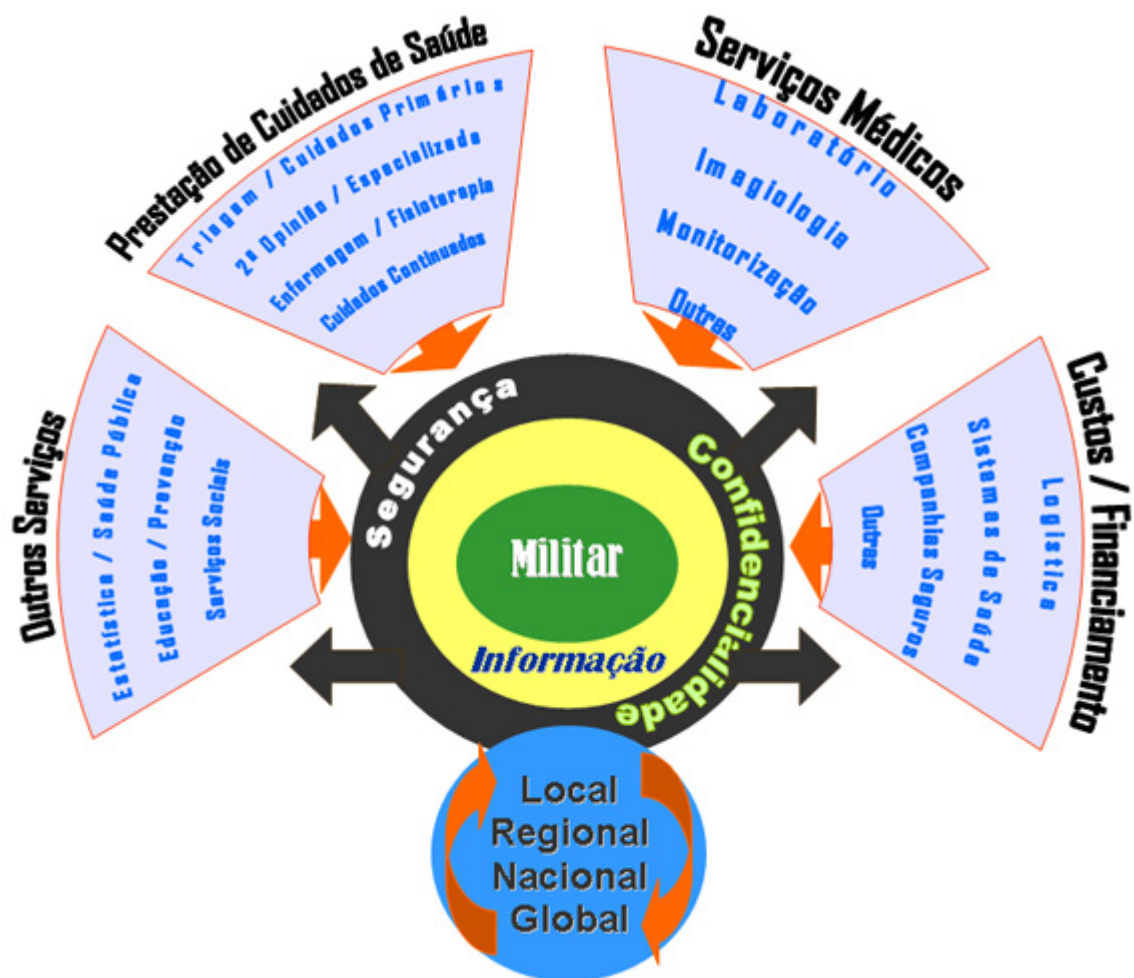 Prestação de Cuidados de Saúde
Triagem / Cuidados Primários
2ª Opinião / Especializada
Enfermagem / Fisioterapia
Cuidados Continuados
Serviços Médicos
Laboratório
Imagiologia
Monitorização
Outras
Outros Serviços
Estatística / Saúde Pública
Educação / Prevenção
Serviços Sociais
Custos / Financiamento
Logística
Sistemas de Saúde
Companhias Seguros
Outras
Segurança
Confidencialidade
Militar
Informação
Local
Regional
Nacional
Global